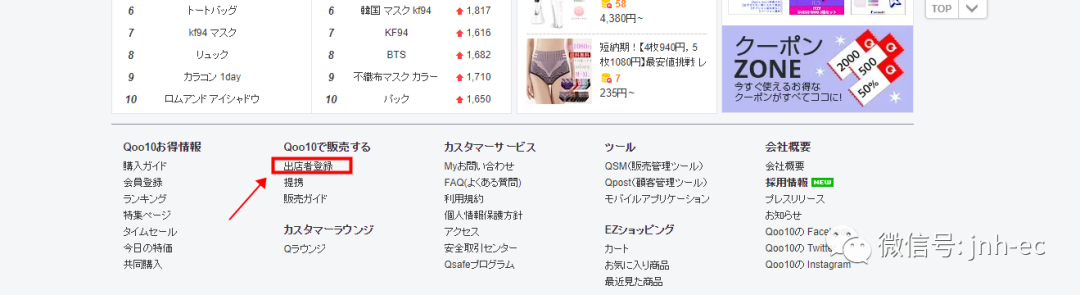 6 トートバッグ
7 kf94 マスク
8 リュック
9 カラコン 1day
10 ロムアンド アイシャドウ
6 韓国 マスク kf94 1,817
7 KF94 1,616
8 BTS 1,682
9 不織布マスク カラー 1,710
10 パック 1,650
58
4,380円~
短納期!【4枚940円, 5
枚1080円】最安値挑戦 レ
7
235円~
クーポン
ZONE
今すぐ使えるお得な
クーポンがすべてココに!
2000
500
50%
TOP
Qoo10お得情報
購入ガイド
会員登録
ランキング
特集ページ
タイムセール
今日の特価
共同購入
Qoo10で販売する
出店者登録
提携
販売ガイド
カスタマーラウンジ
Qラウンジ
カスタマーサービス
Myお問い合わせ
FAQ(よくある質問)
利用規約
個人情報保護方針
アクセス
安全取引センター
Qsafeプログラム
ツール
QSM(販売管理ツール)
Qpost(顧客管理ツール)
モバイルアプリケーション
EZショッピング
カート
お気に入り商品
最近見た商品
会社概要
会社概要
採用情報 NEW
プレスリリース
お知らせ
Qoo10の Face
Qoo10の Twitte
Qoo10の Instagram
微信号: jnh-ec